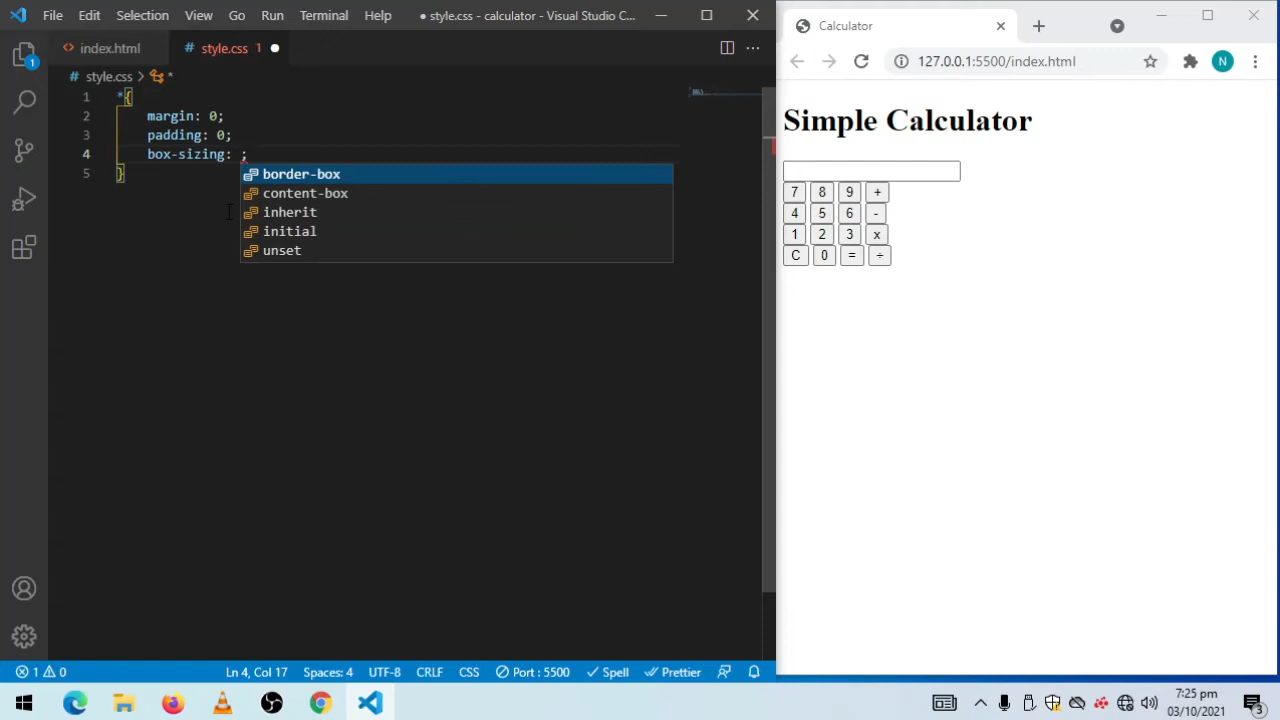 File Edit Selection View Go Run Terminal Help ● style.css - calculator - Visual Studio C...
index.html # style.css 1 ●
# style.css > *
1 *{
2 margin: 0;
3 padding: 0;
4 box-sizing: ;
5 }
border-box
content-box
inherit
initial
unset
1
Ln 4, Col 17 Spaces: 4 UTF-8 CRLF CSS Port : 5500 Spell Prettier
1 0
Calculator
127.0.0.1:5500/index.html
N
Simple Calculator
7 8 9 +
4 5 6 -
1 2 3 x
C 0 = ÷
7:25 pm
03/10/2021
3